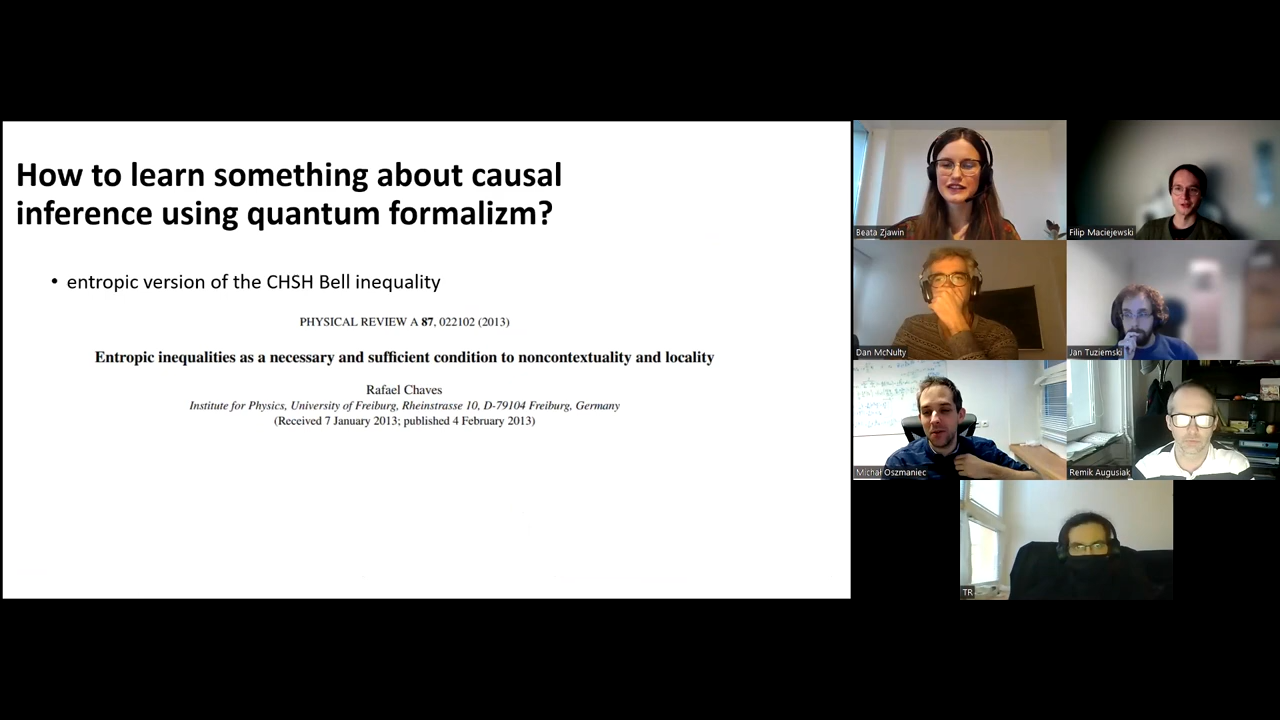 How to learn something about causal
inference using quantum formalizm?
• entropic version of the CHSH Bell inequality
PHYSICAL REVIEW A 87, 022102 (2013)
Entropic inequalities as a necessary and sufficient condition to noncontextuality and locality
Rafael Chaves
Institute for Physics, University of Freiburg, Rheinstrasse 10, D-79104 Freiburg, Germany
(Received 7 January 2013; published 4 February 2013)
Beata Zjawin
Filip Maciejewski
Dan McNulty
Jan Tuziemski
Michał Oszmaniec
Remik Augusiak
TR